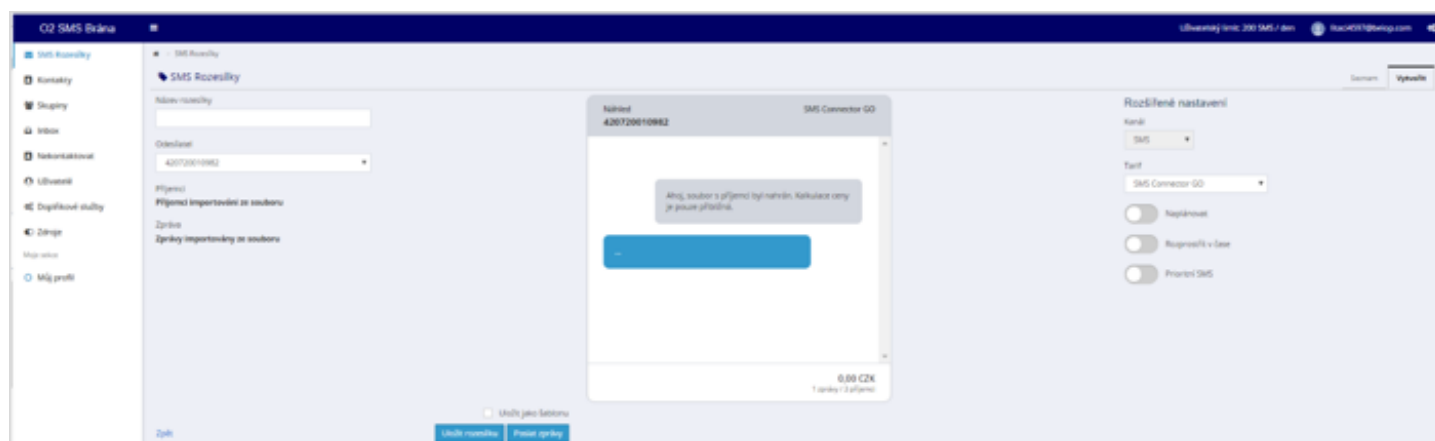 O2 SMS Brána
Uživatelský limit: 200 SMS / den
SMS Rozesílky
Kontakty
Skupiny
Inbox
Nekontaktovat
Uživatelé
Doplňkové služby
Zdroje
Moje sekce
Můj profil
SMS Rozesílky
SMS Rozesílky
Seznam
Vytvořit
Název rozesílky
Odesílatel
420720010982
Příjemci
Příjemci importováni ze souboru
Zpráva
Zprávy importovány ze souboru
Náhled
SMS Connector GO
420720010982
Ahoj, soubor s příjemci byl nahrán. Kalkulace ceny
je pouze přibližná.
...
0,00 CZK
1 zprávy / 3 příjemci
Rozšířené nastavení
Kanál
SMS
Tarif
SMS Connector GO
Naplánovat
Rozprostřít v čase
Prioritní SMS
Uložit jako šablonu
Zpět
Uložit rozesílku
Poslat zprávy